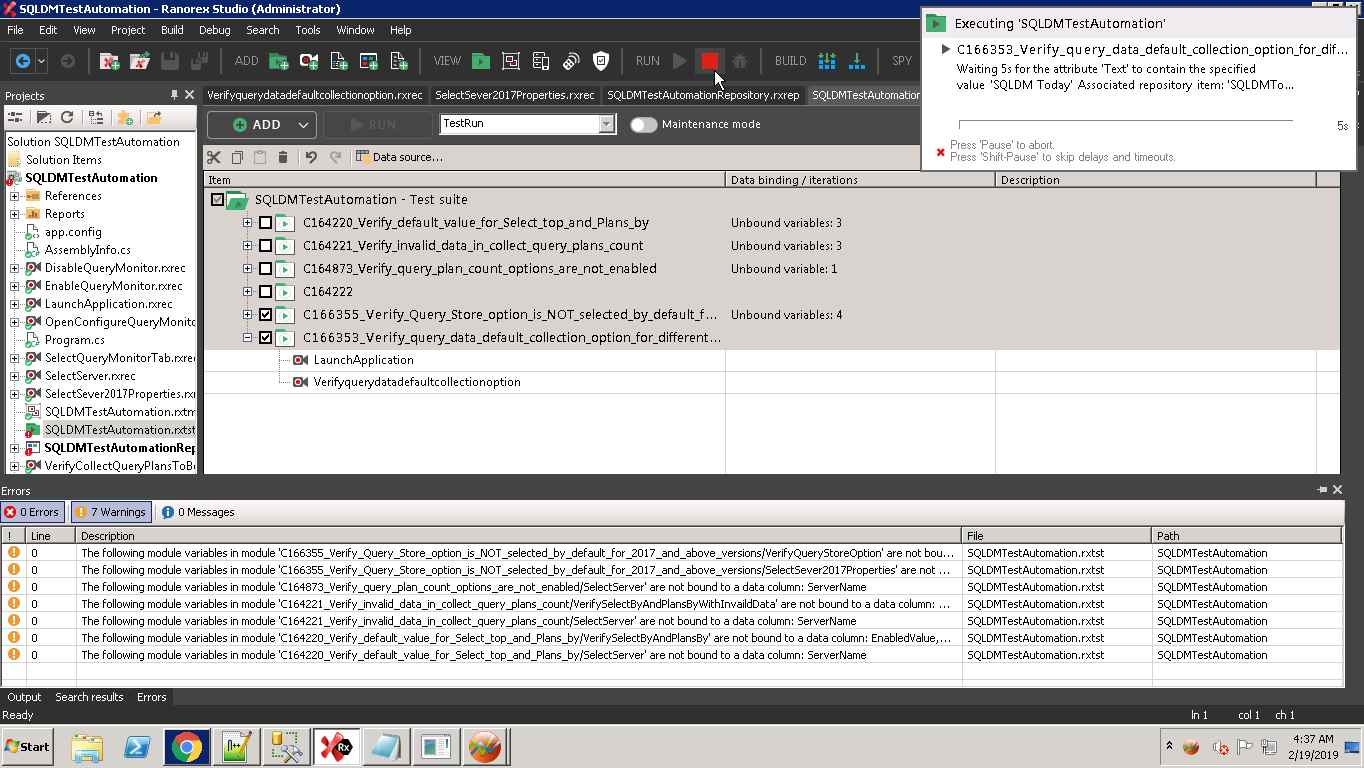 SQLDMTestAutomation - Ranorex Studio (Administrator)
File Edit View Project Build Debug Search Tools Window Help
ADD VIEW RUN BUILD SPY
Executing 'SQLDMTestAutomation'
C166353_Verify_query_data_default_collection_option_for_dif...
Waiting 5s for the attribute 'Text' to contain the specified
value 'SQLDM Today' Associated repository item: 'SQLDMTo...
5s
Press 'Pause' to abort.
Press 'Shift-Pause' to skip delays and timeouts.
Projects
Solution SQLDMTestAutomation
Solution Items
SQLDMTestAutomation
References
Reports
app.config
AssemblyInfo.cs
DisableQueryMonitor.rxrec
EnableQueryMonitor.rxrec
LaunchApplication.rxrec
OpenConfigureQueryMonito
Program.cs
SelectQueryMonitorTab.rxre
SelectServer.rxrec
SelectSever2017Properties.rx
SQLDMTestAutomation.rxtm
SQLDMTestAutomation.rxtst
SQLDMTestAutomationRep
VerifyCollectQueryPlansToBe
Verifyquerydatadefaultcollectionoption.rxrec SelectSever2017Properties.rxrec SQLDMTestAutomationRepository.rxrep SQLDMTestAutomation
ADD RUN TestRun Maintenance mode
Data source...
Item Data binding / iterations Description
SQLDMTestAutomation - Test suite
C164220_Verify_default_value_for_Select_top_and_Plans_by Unbound variables: 3
C164221_Verify_invalid_data_in_collect_query_plans_count Unbound variables: 3
C164873_Verify_query_plan_count_options_are_not_enabled Unbound variable: 1
C164222
C166355_Verify_Query_Store_option_is_NOT_selected_by_default_f... Unbound variables: 4
C166353_Verify_query_data_default_collection_option_for_different...
LaunchApplication
Verifyquerydatadefaultcollectionoption
Errors
0 Errors 7 Warnings 0 Messages
! Line Description File Path
0 The following module variables in module 'C166355_Verify_Query_Store_option_is_NOT_selected_by_default_for_2017_and_above_versions/VerifyQueryStoreOption' are not bou... SQLDMTestAutomation.rxtst SQLDMTestAutomation
0 The following module variables in module 'C166355_Verify_Query_Store_option_is_NOT_selected_by_default_for_2017_and_above_versions/SelectSever2017Properties' are not ... SQLDMTestAutomation.rxtst SQLDMTestAutomation
0 The following module variables in module 'C164873_Verify_query_plan_count_options_are_not_enabled/SelectServer' are not bound to a data column: ServerName SQLDMTestAutomation.rxtst SQLDMTestAutomation
0 The following module variables in module 'C164221_Verify_invalid_data_in_collect_query_plans_count/VerifySelectByAndPlansByWithInvaildData' are not bound to a data column: ... SQLDMTestAutomation.rxtst SQLDMTestAutomation
0 The following module variables in module 'C164221_Verify_invalid_data_in_collect_query_plans_count/SelectServer' are not bound to a data column: ServerName SQLDMTestAutomation.rxtst SQLDMTestAutomation
0 The following module variables in module 'C164220_Verify_default_value_for_Select_top_and_Plans_by/VerifySelectByAndPlansBy' are not bound to a data column: EnabledValue,... SQLDMTestAutomation.rxtst SQLDMTestAutomation
0 The following module variables in module 'C164220_Verify_default_value_for_Select_top_and_Plans_by/SelectServer' are not bound to a data column: ServerName SQLDMTestAutomation.rxtst SQLDMTestAutomation
Output Search results Errors
Ready ln 1 col 1 ch 1
Start Rx 4:37 AM
2/19/2019